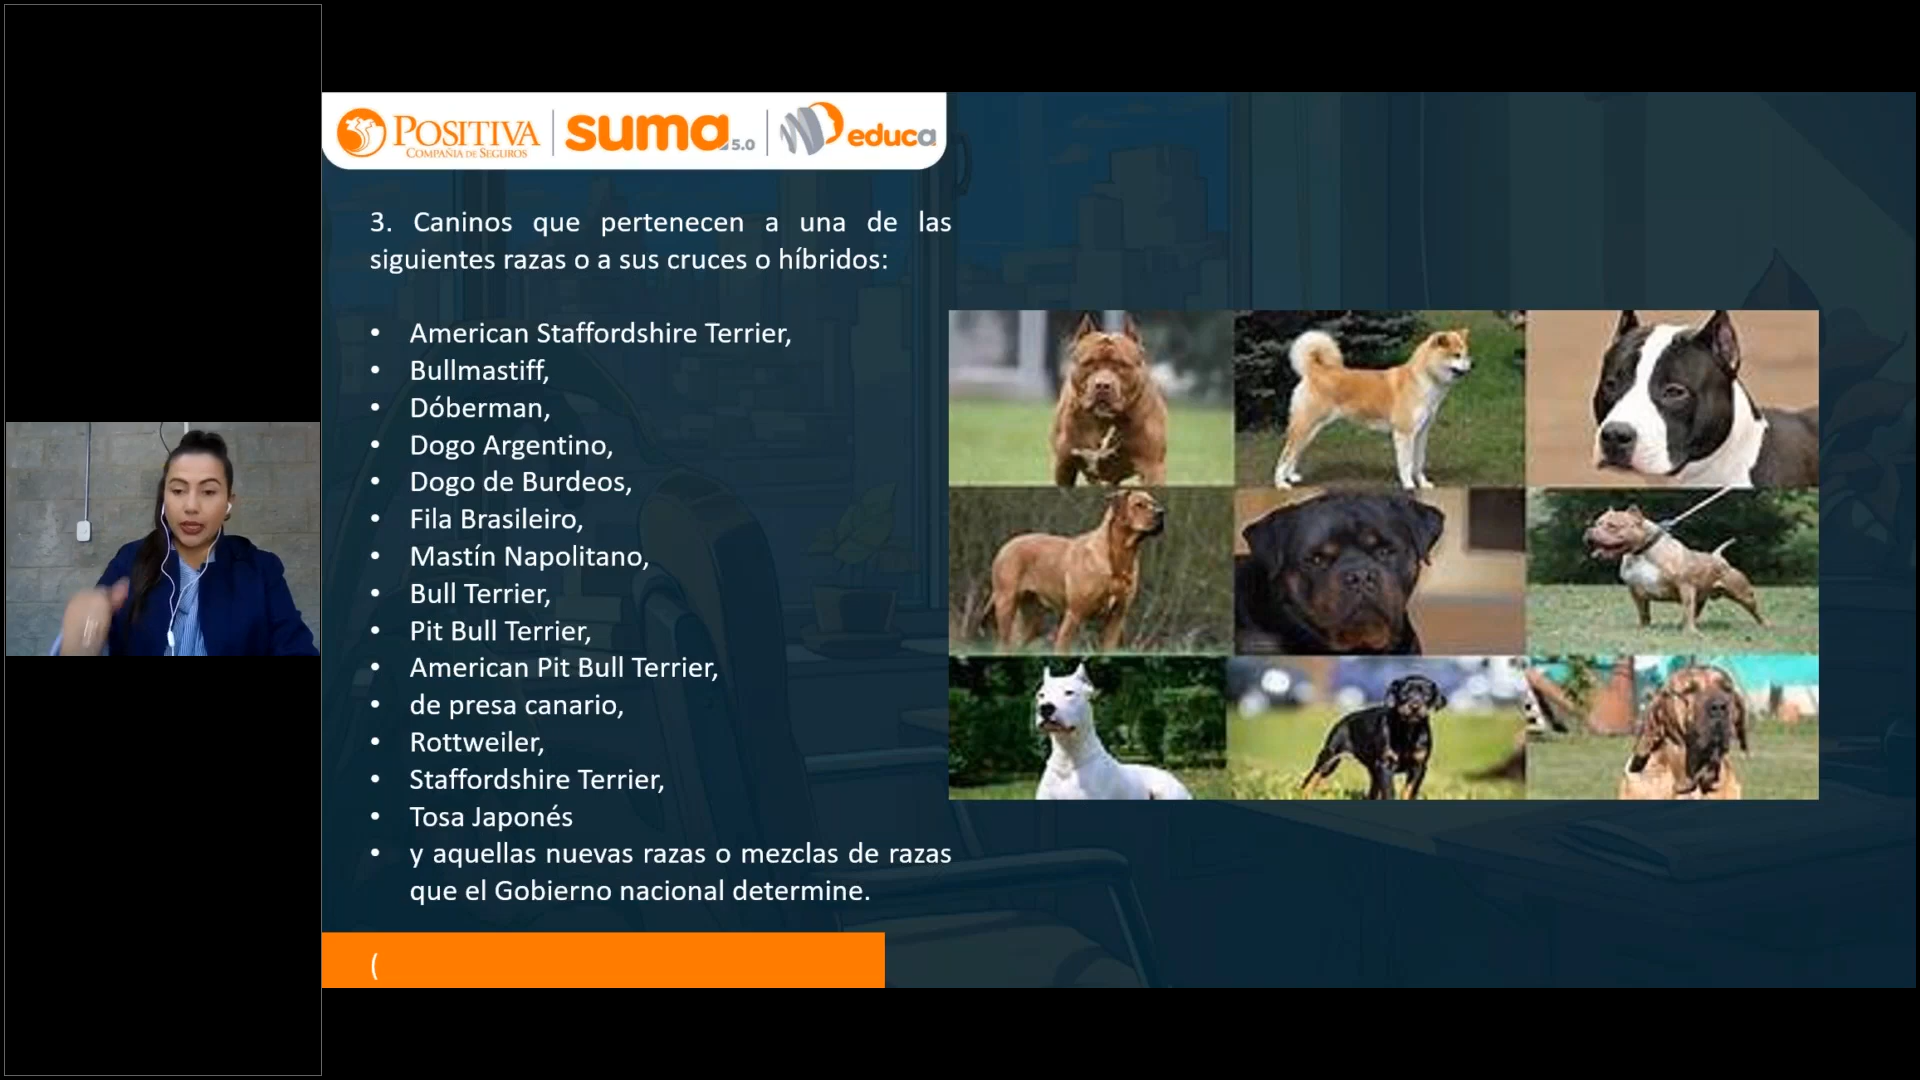 POSITIVA
COMPAÑIA DE SEGUROS
suma 5.0
educa
3. Caninos que pertenecen a una de las
siguientes razas o a sus cruces o híbridos:
• American Staffordshire Terrier,
• Bullmastiff,
• Dóberman,
• Dogo Argentino,
• Dogo de Burdeos,
• Fila Brasileiro,
• Mastín Napolitano,
• Bull Terrier,
• Pit Bull Terrier,
• American Pit Bull Terrier,
• de presa canario,
• Rottweiler,
• Staffordshire Terrier,
• Tosa Japonés
• y aquellas nuevas razas o mezclas de razas
que el Gobierno nacional determine.
(